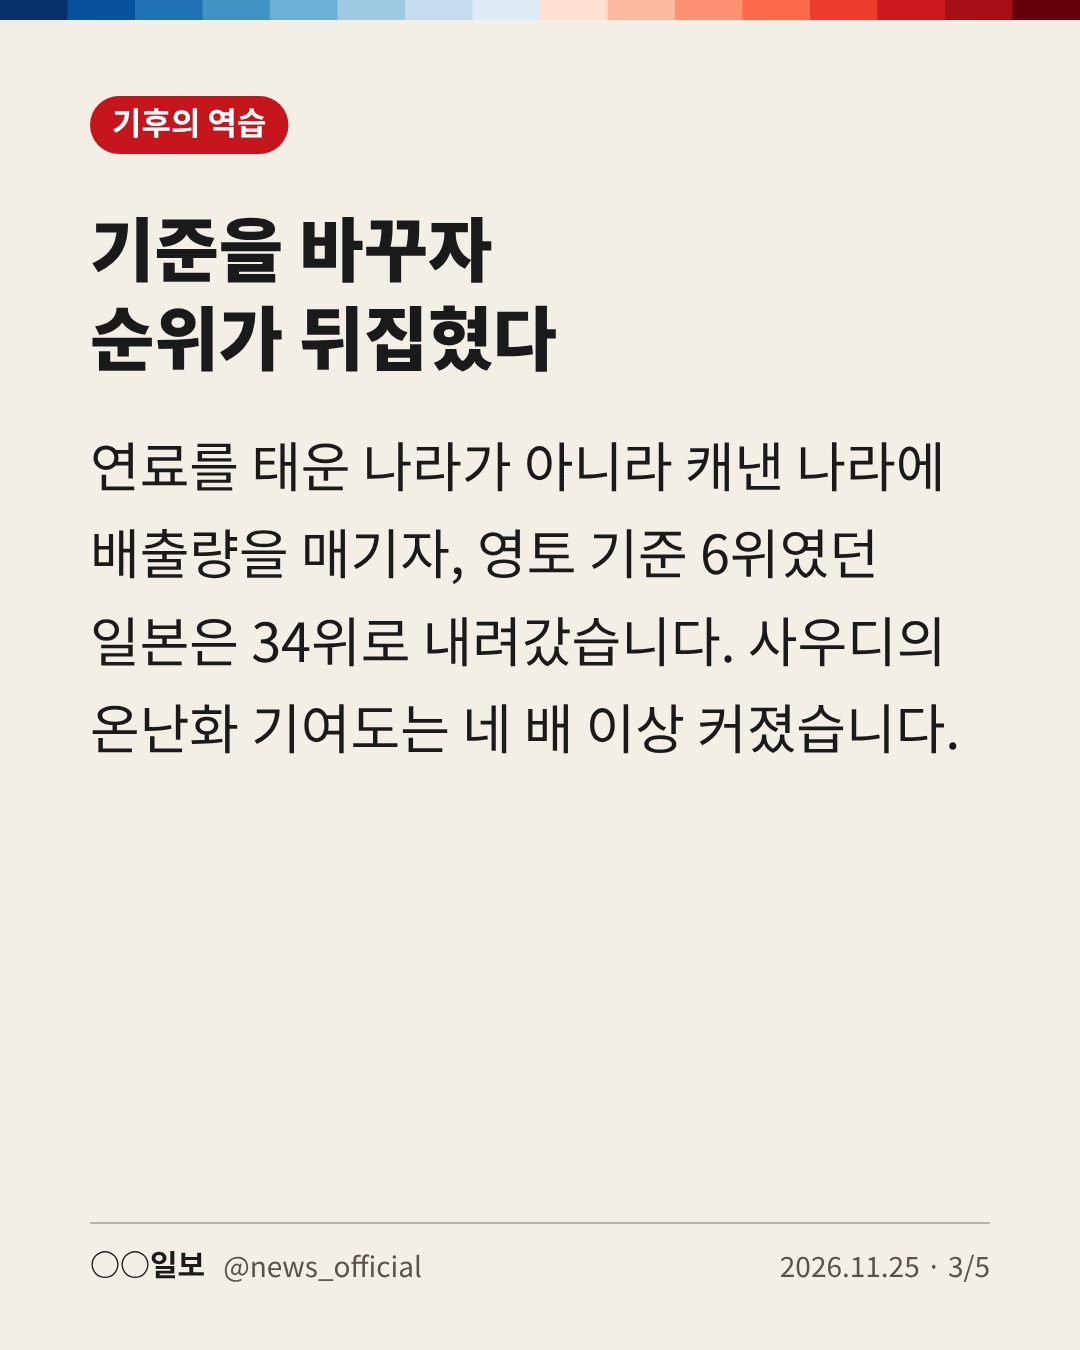 기후의 역습
기준을 바꾸자
순위가 뒤집혔다
연료를 태운 나라가 아니라 캐낸 나라에
배출량을 매기자, 영토 기준 6위였던
일본은 34위로 내려갔습니다. 사우디의
온난화 기여도는 네 배 이상 커졌습니다.
○○일보 @news_official
2026.11.25 · 3/5